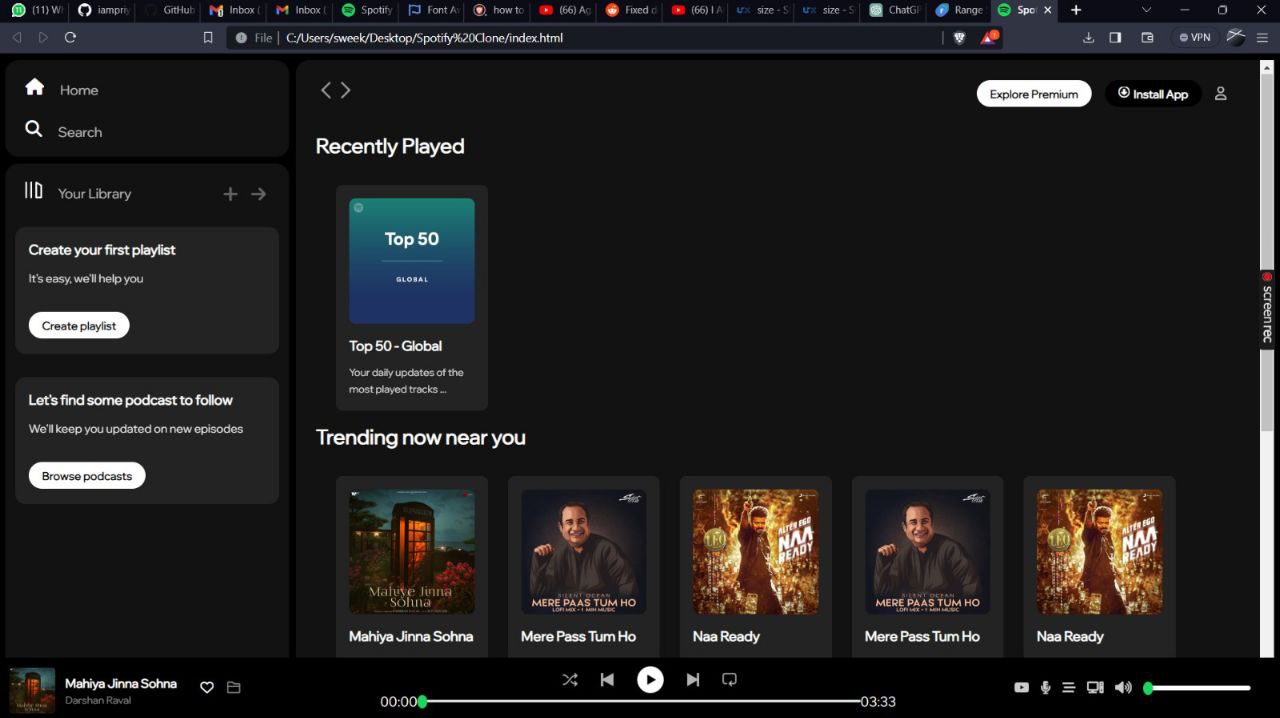 (11) W
iampriy
GitHub
Inbox (
Inbox (
Spotify
Font Av
how to
(66) Ag
Fixed d
(66) I A
size - S
size - S
ChatGP
Range
Spot
File
C:/Users/sweek/Desktop/Spotify%20Clone/index.html
VPN
Home
Search
Your Library
Create your first playlist
It's easy, we'll help you
Create playlist
Let's find some podcast to follow
We'll keep you updated on new episodes
Browse podcasts
Explore Premium
Install App
Recently Played
Top 50
GLOBAL
Top 50 - Global
Your daily updates of the
most played tracks ...
Trending now near you
Mahiye Jinna
Sohna
Mahiya Jinna Sohna
SILENT OCEAN
MERE PAAS TUM HO
LOFI MIX • 1 MIN MUSIC
Mere Pass Tum Ho
ALTER EGO
NAA
READY
Naa Ready
SILENT OCEAN
MERE PAAS TUM HO
LOFI MIX • 1 MIN MUSIC
Mere Pass Tum Ho
ALTER EGO
NAA
READY
Naa Ready
screenrec
Mahiya Jinna Sohna
Darshan Raval
00:00
03:33